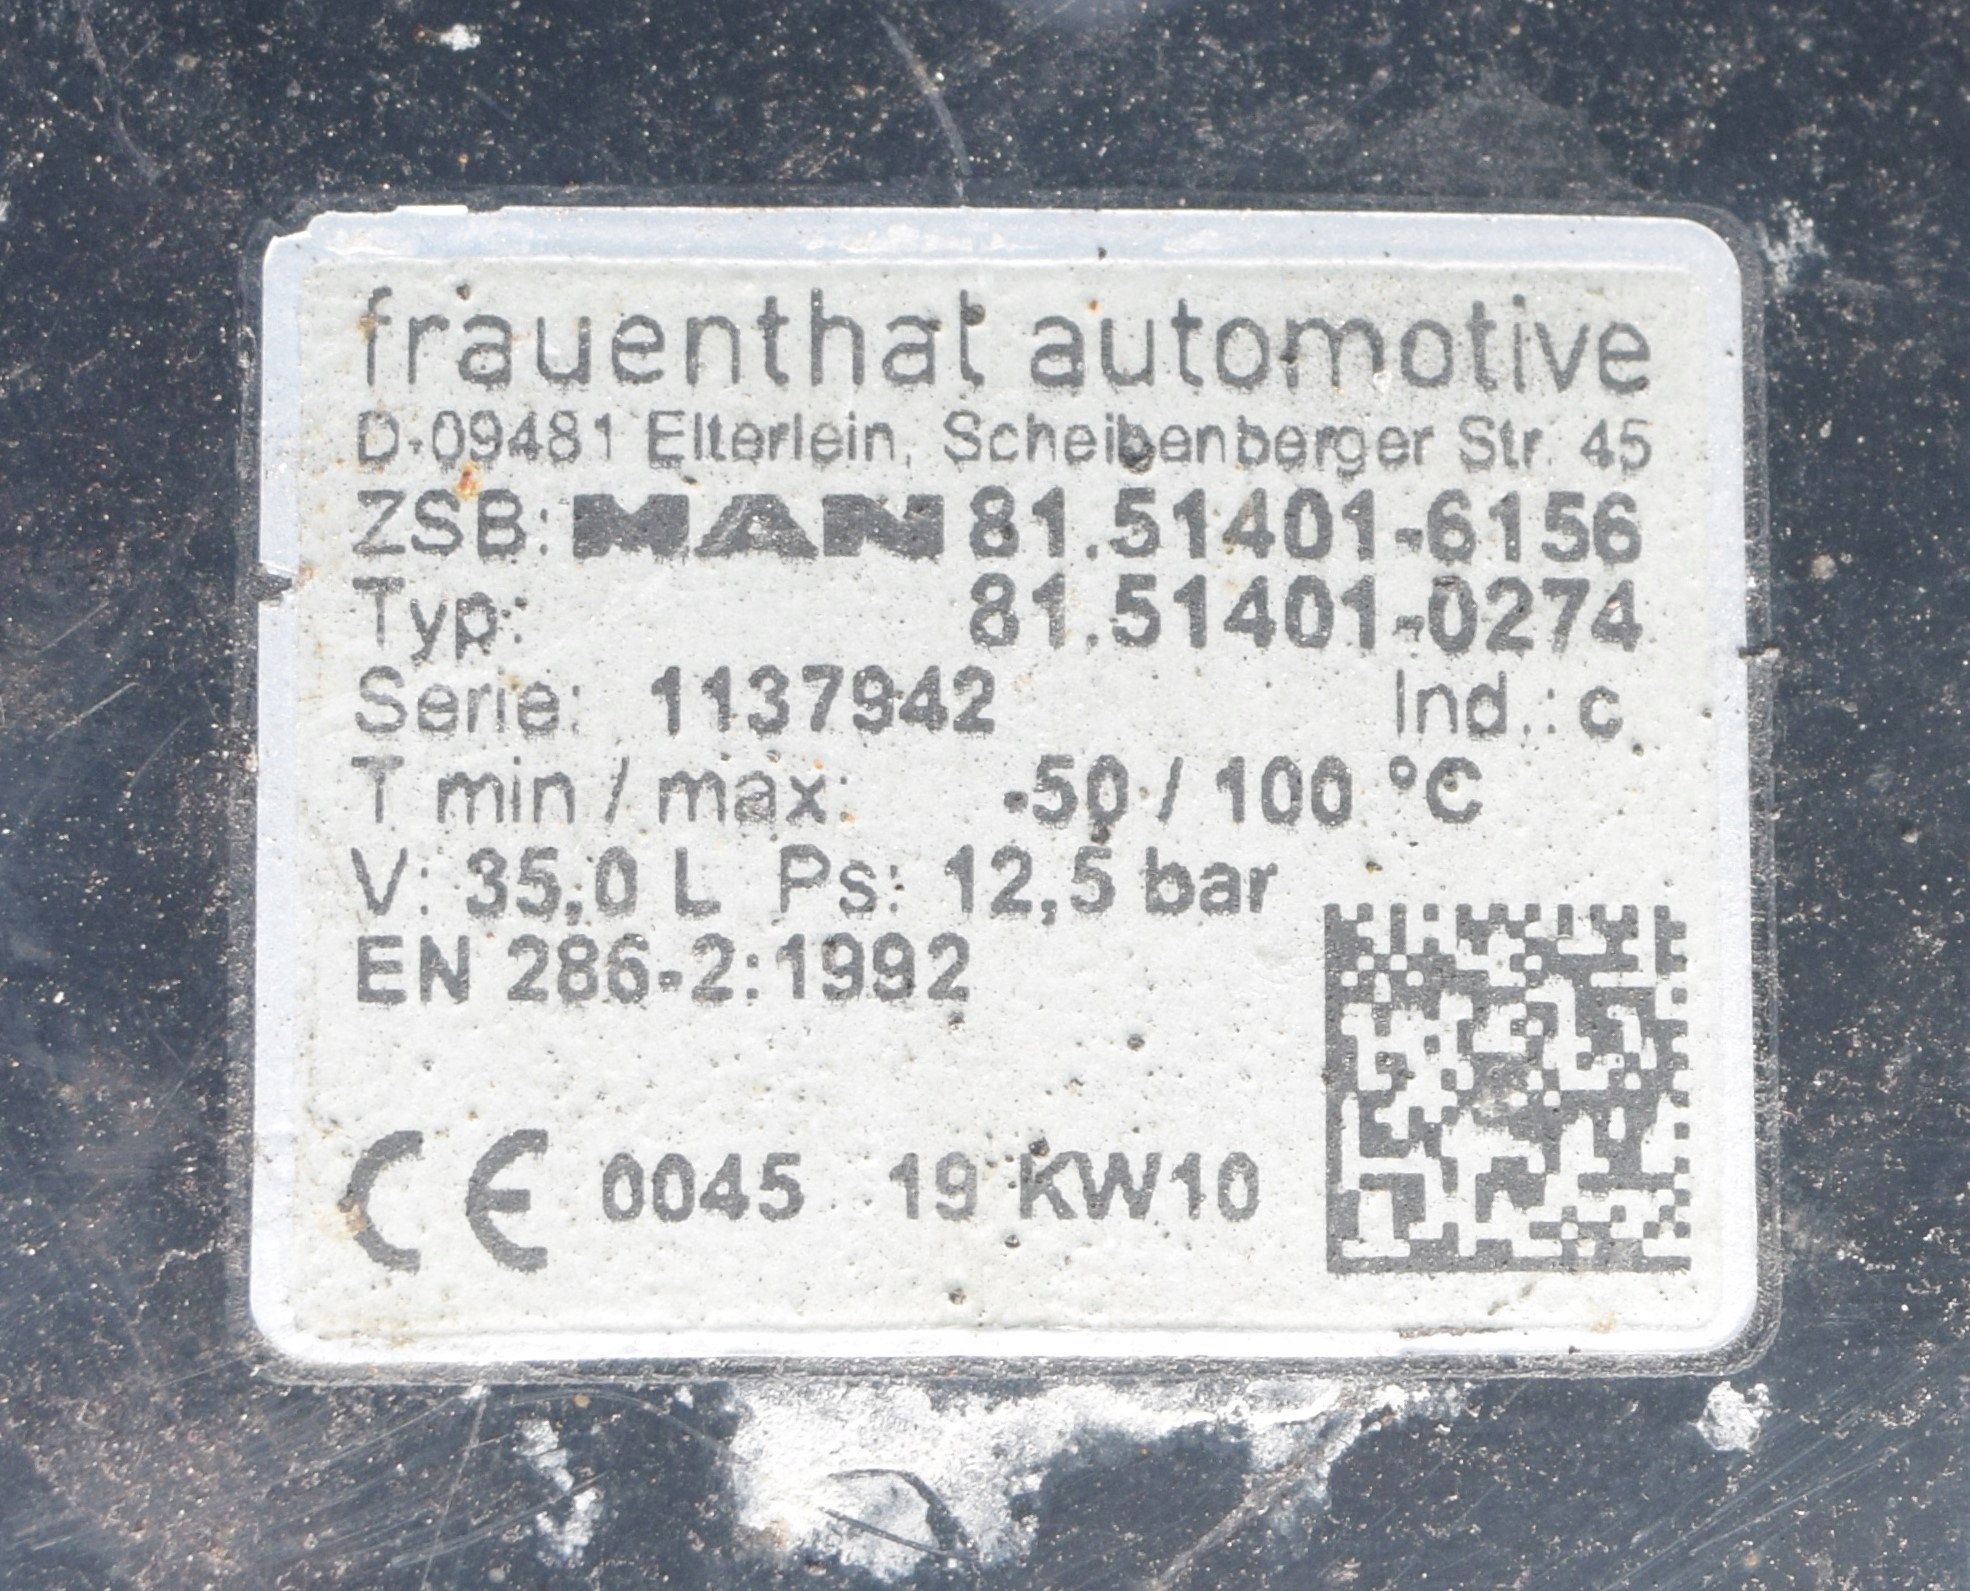 frauenthal automotive
D-09481 Elterlein, Scheibenberger Str. 45
ZSB: MAN 81.51401-6156
Typ: 81.51401-0274
Serie: 1137942 Ind.: c
T min / max: -50 / 100 °C
V: 35,0 L Ps: 12,5 bar
EN 286-2:1992
CE 0045 19 KW10